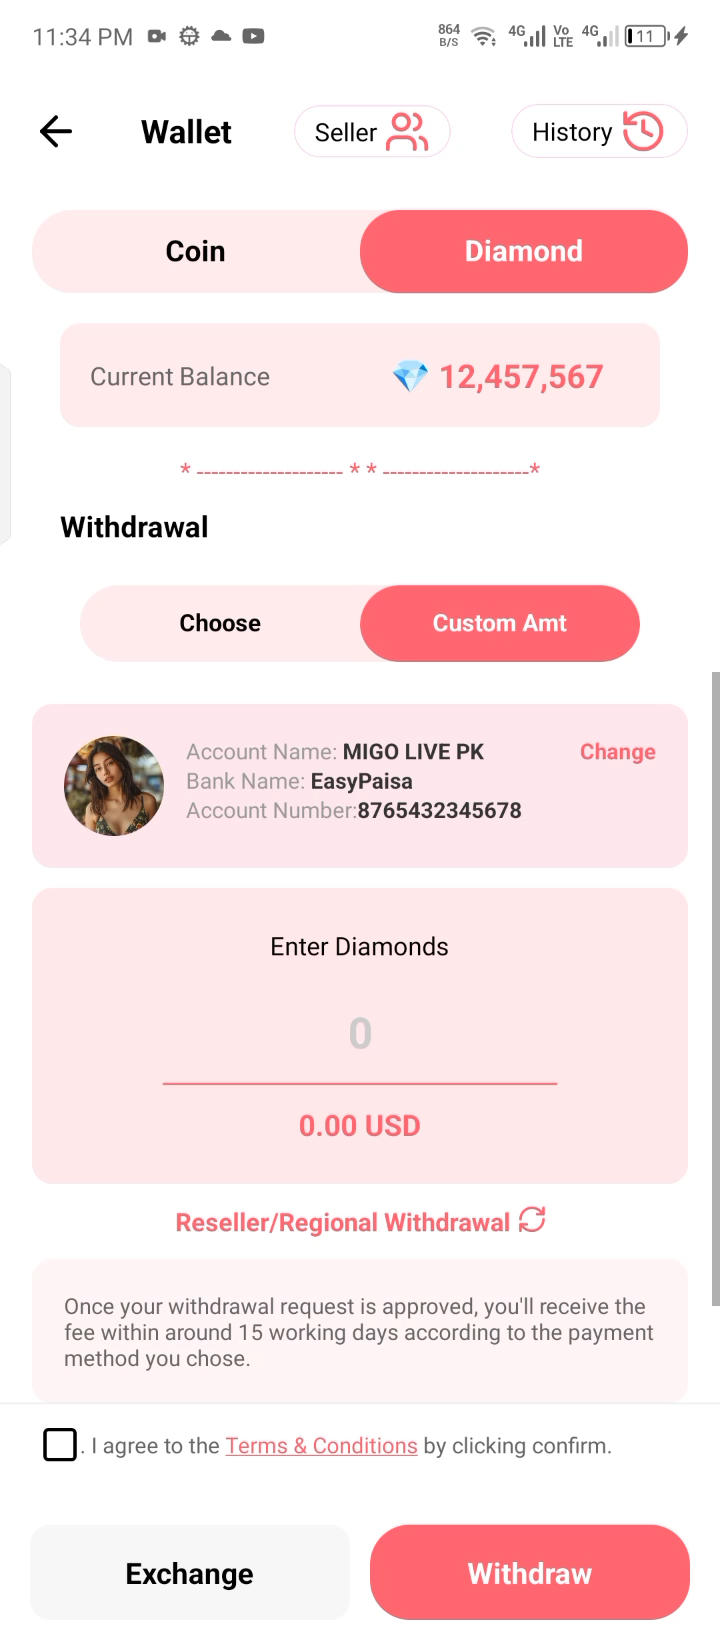 11:34 PM 864 B/S 4G Vo LTE 4G 11
Wallet Seller History
Coin Diamond
Current Balance 12,457,567
* -------------------- * * --------------------*
Withdrawal
Choose Custom Amt
Account Name: MIGO LIVE PK Change
Bank Name: EasyPaisa
Account Number:8765432345678
Enter Diamonds
0
0.00 USD
Reseller/Regional Withdrawal
Once your withdrawal request is approved, you'll receive the
fee within around 15 working days according to the payment
method you chose.
. I agree to the Terms & Conditions by clicking confirm.
Exchange Withdraw